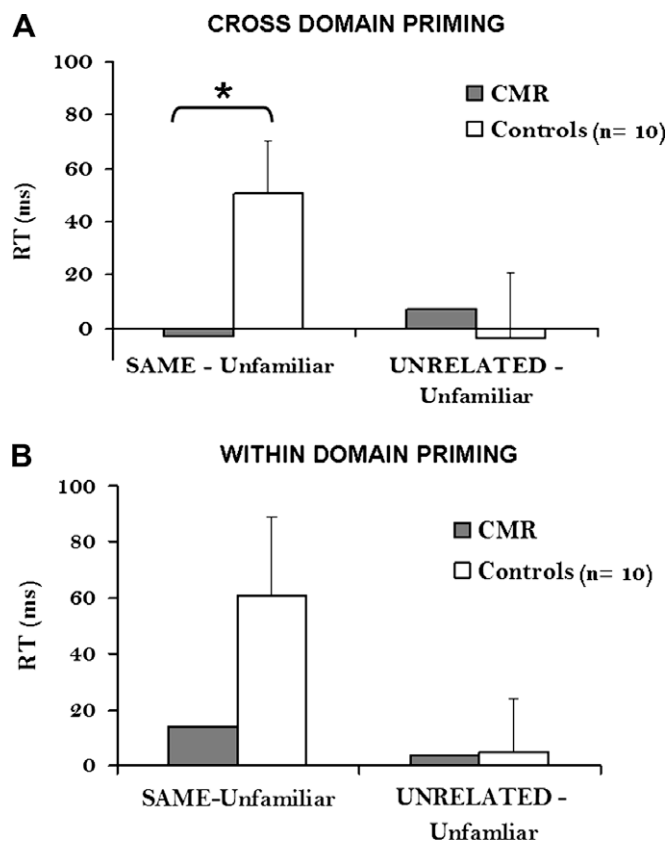 A
CROSS DOMAIN PRIMING
100
80
60
40
20
0
RT (ms)
*
CMR
Controls (n= 10)
SAME - Unfamiliar
UNRELATED -
Unfamiliar
B
WITHIN DOMAIN PRIMING
100
80
60
40
20
0
RT (ms)
CMR
Controls (n= 10)
SAME-Unfamiliar
UNRELATED -
Unfamliar